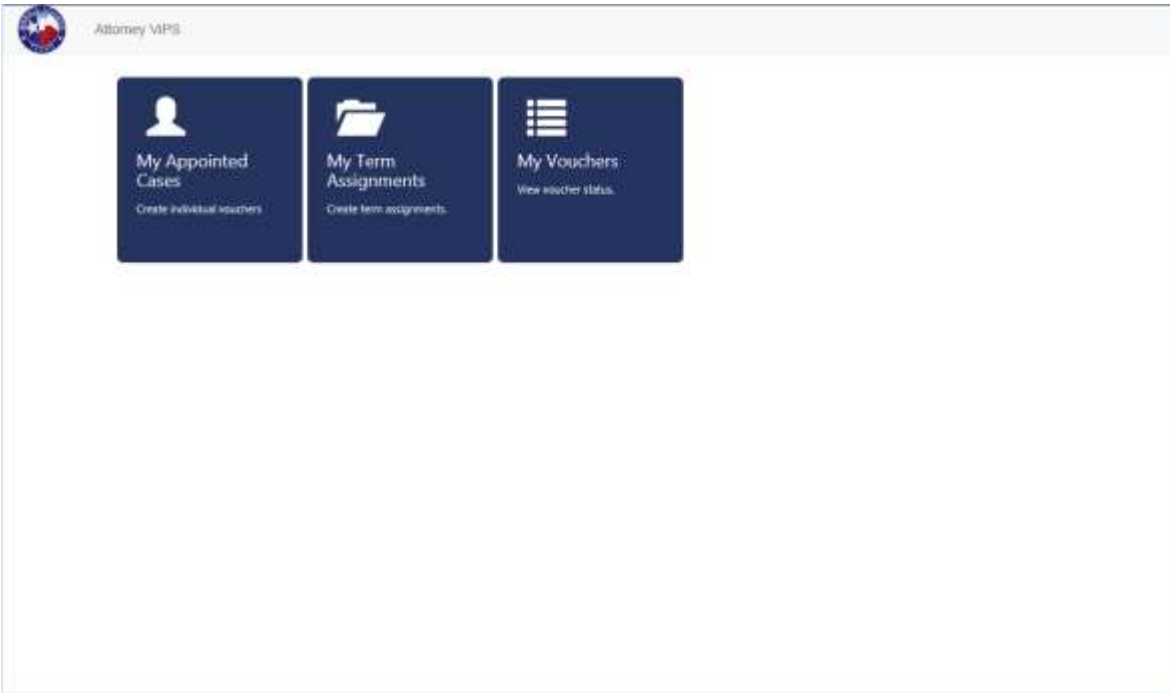 Attorney VIPS
My Appointed
Cases
Create individual vouchers
My Term
Assignments
Create term assignments.
My Vouchers
View voucher status.